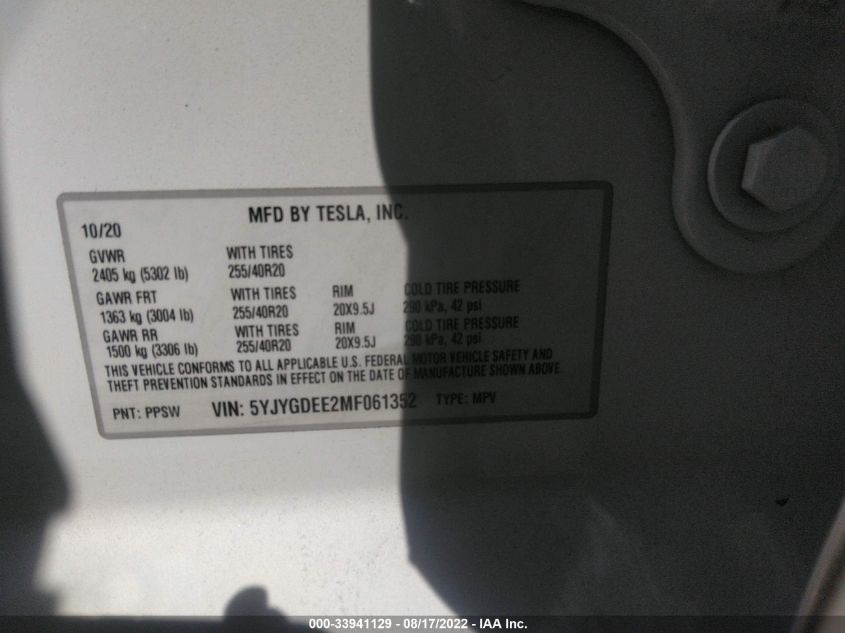 MFD BY TESLA, INC.
10/20
GVWR WITH TIRES
2405 kg (5302 lb) 255/40R20
GAWR FRT WITH TIRES RIM COLD TIRE PRESSURE
1363 kg (3004 lb) 255/40R20 20X9.5J 290 kPa, 42 psi
GAWR RR WITH TIRES RIM COLD TIRE PRESSURE
1500 kg (3306 lb) 255/40R20 20X9.5J 290 kPa, 42 psi
THIS VEHICLE CONFORMS TO ALL APPLICABLE U.S. FEDERAL MOTOR VEHICLE SAFETY AND
THEFT PREVENTION STANDARDS IN EFFECT ON THE DATE OF MANUFACTURE SHOWN ABOVE.
PNT: PPSW VIN: 5YJYGDEE2MF061352 TYPE: MPV
000-33941129 - 08/17/2022 - IAA Inc.